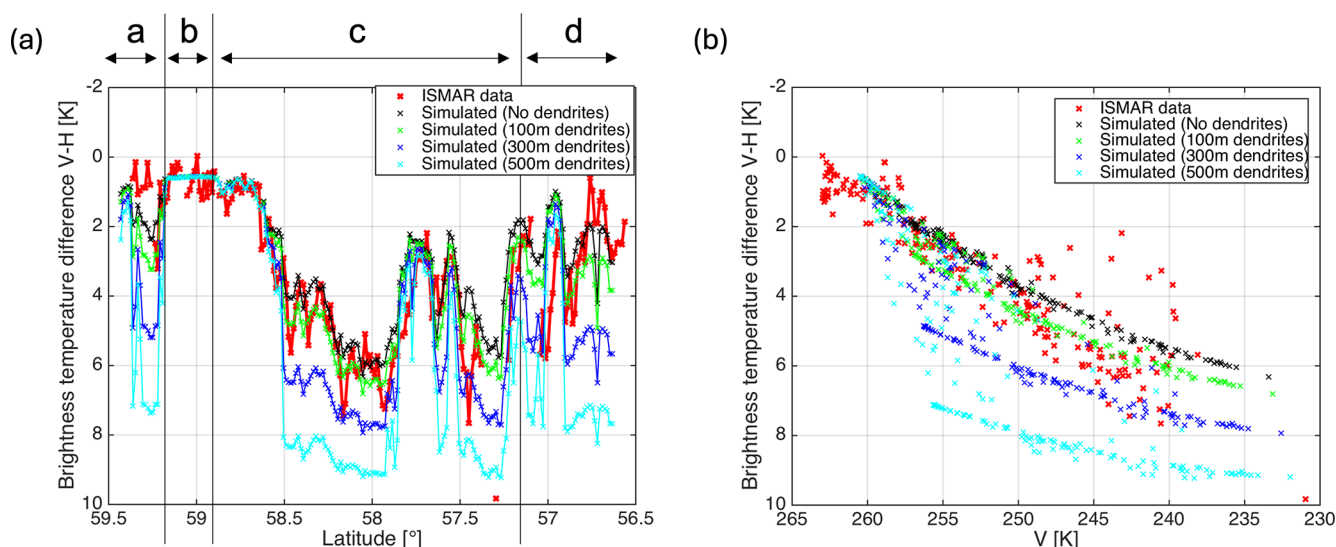 (a)
a b c d
-2
0
2
4
6
8
10
Brightness temperature difference V-H [K]
ISMAR data
Simulated (No dendrites)
Simulated (100m dendrites)
Simulated (300m dendrites)
Simulated (500m dendrites)
59.5 59 58.5 58 57.5 57 56.5
Latitude [°]
(b)
-2
0
2
4
6
8
10
Brightness temperature difference V-H [K]
ISMAR data
Simulated (No dendrites)
Simulated (100m dendrites)
Simulated (300m dendrites)
Simulated (500m dendrites)
265 260 255 250 245 240 235 230
V [K]